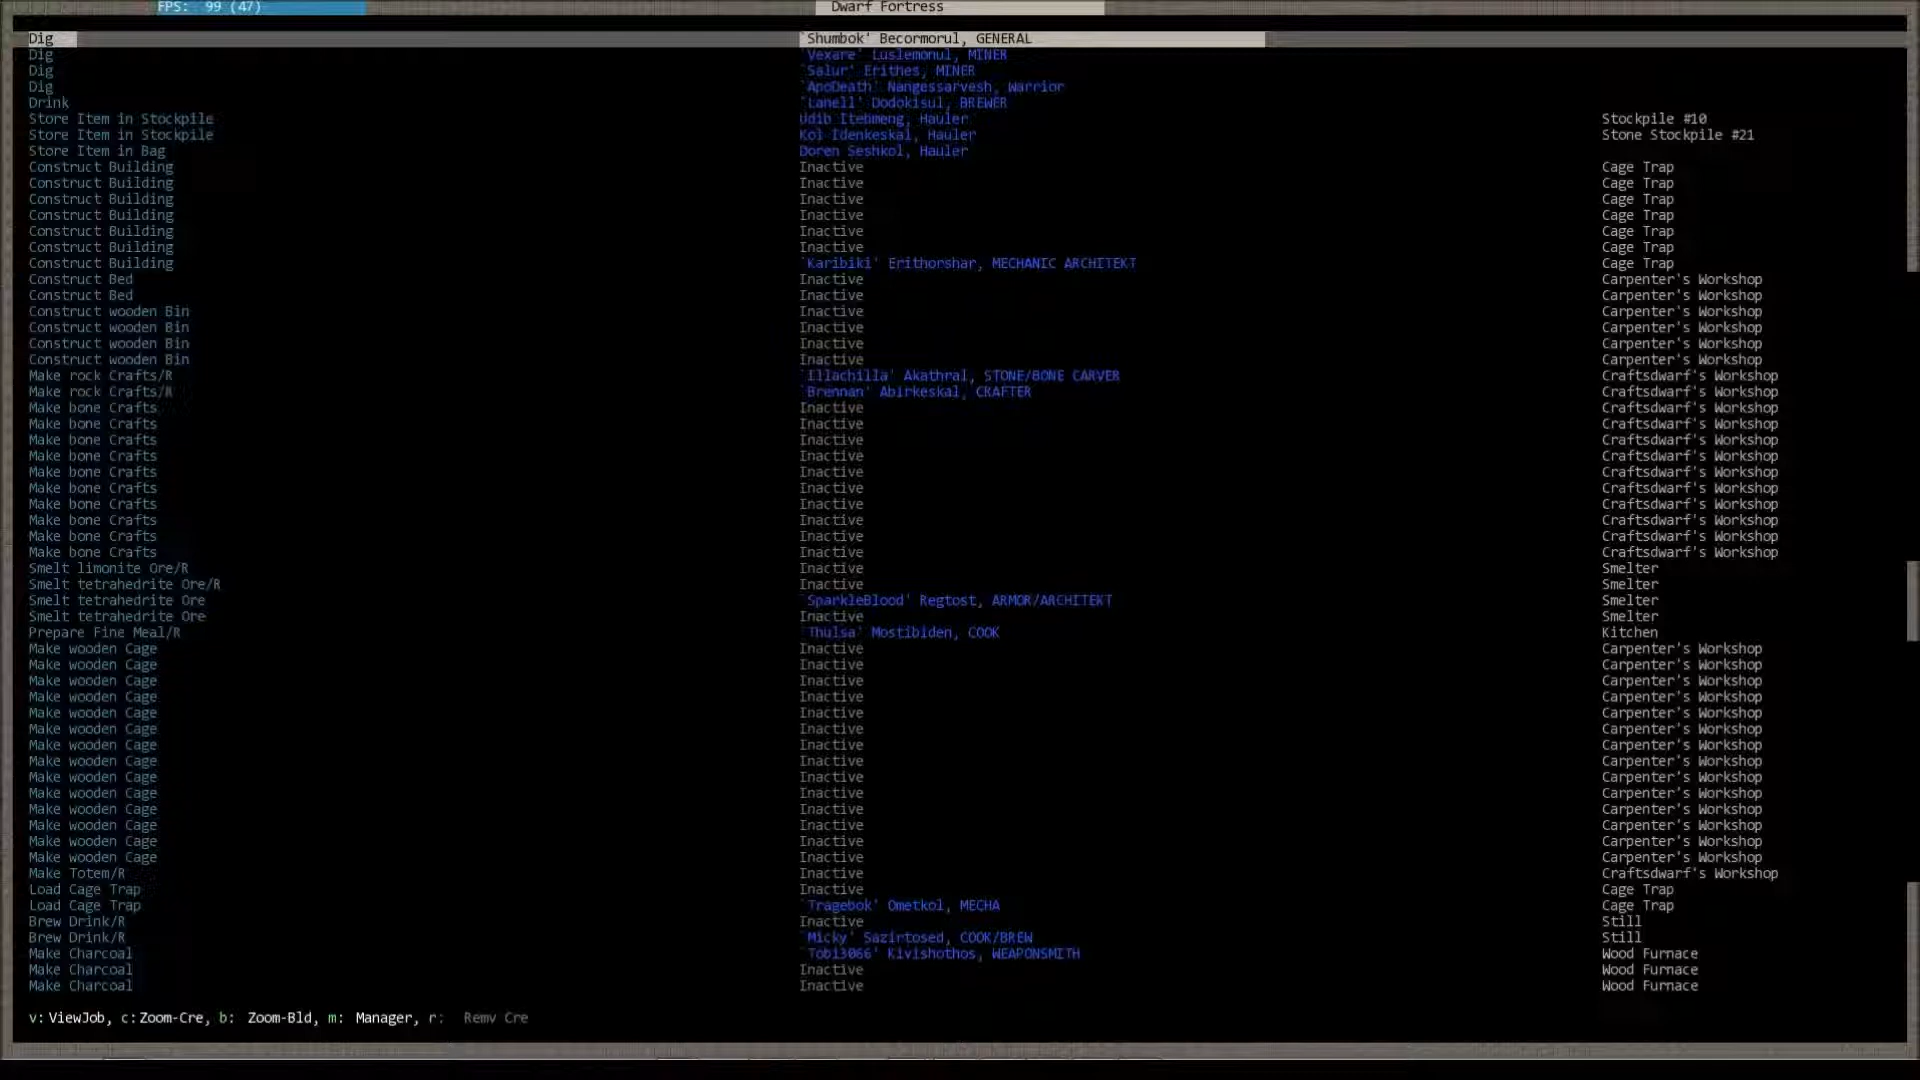 FPS: 99 (47) Dwarf Fortress
Dig `Shumbok' Becormorul, GENERAL
Dig `Vexare' Luslemonul, MINER
Dig `Salur' Erithes, MINER
Dig `ApoDeath' Nangessarvesh, Warrior
Drink `Lanell' Dodokisul, BREWER
Store Item in Stockpile Udib Itebmeng, Hauler Stockpile #10
Store Item in Stockpile Kol Idenkeskal, Hauler Stone Stockpile #21
Store Item in Bag Doren Seshkol, Hauler
Construct Building Inactive Cage Trap
Construct Building Inactive Cage Trap
Construct Building Inactive Cage Trap
Construct Building Inactive Cage Trap
Construct Building Inactive Cage Trap
Construct Building Inactive Cage Trap
Construct Building `Karibiki' Erithorshar, MECHANIC ARCHITEKT Cage Trap
Construct Bed Inactive Carpenter's Workshop
Construct Bed Inactive Carpenter's Workshop
Construct wooden Bin Inactive Carpenter's Workshop
Construct wooden Bin Inactive Carpenter's Workshop
Construct wooden Bin Inactive Carpenter's Workshop
Construct wooden Bin Inactive Carpenter's Workshop
Make rock Crafts/R `Illachilla' Akathral, STONE/BONE CARVER Craftsdwarf's Workshop
Make rock Crafts/R `Brennan' Abirkeskal, CRAFTER Craftsdwarf's Workshop
Make bone Crafts Inactive Craftsdwarf's Workshop
Make bone Crafts Inactive Craftsdwarf's Workshop
Make bone Crafts Inactive Craftsdwarf's Workshop
Make bone Crafts Inactive Craftsdwarf's Workshop
Make bone Crafts Inactive Craftsdwarf's Workshop
Make bone Crafts Inactive Craftsdwarf's Workshop
Make bone Crafts Inactive Craftsdwarf's Workshop
Make bone Crafts Inactive Craftsdwarf's Workshop
Make bone Crafts Inactive Craftsdwarf's Workshop
Make bone Crafts Inactive Craftsdwarf's Workshop
Smelt limonite Ore/R Inactive Smelter
Smelt tetrahedrite Ore/R Inactive Smelter
Smelt tetrahedrite Ore `SparkleBlood' Regtost, ARMOR/ARCHITEKT Smelter
Smelt tetrahedrite Ore Inactive Smelter
Prepare Fine Meal/R `Thulsa' Mostibiden, COOK Kitchen
Make wooden Cage Inactive Carpenter's Workshop
Make wooden Cage Inactive Carpenter's Workshop
Make wooden Cage Inactive Carpenter's Workshop
Make wooden Cage Inactive Carpenter's Workshop
Make wooden Cage Inactive Carpenter's Workshop
Make wooden Cage Inactive Carpenter's Workshop
Make wooden Cage Inactive Carpenter's Workshop
Make wooden Cage Inactive Carpenter's Workshop
Make wooden Cage Inactive Carpenter's Workshop
Make wooden Cage Inactive Carpenter's Workshop
Make wooden Cage Inactive Carpenter's Workshop
Make wooden Cage Inactive Carpenter's Workshop
Make wooden Cage Inactive Carpenter's Workshop
Make wooden Cage Inactive Carpenter's Workshop
Make Totem/R Inactive Craftsdwarf's Workshop
Load Cage Trap Inactive Cage Trap
Load Cage Trap `Tragebok' Ometkol, MECHA Cage Trap
Brew Drink/R Inactive Still
Brew Drink/R `Micky' Sazirtosed, COOK/BREW Still
Make Charcoal `Tobi3066' Kivishothos, WEAPONSMITH Wood Furnace
Make Charcoal Inactive Wood Furnace
Make Charcoal Inactive Wood Furnace
v:ViewJob, c:Zoom-Cre, b: Zoom-Bld, m: Manager, r: Remv Cre